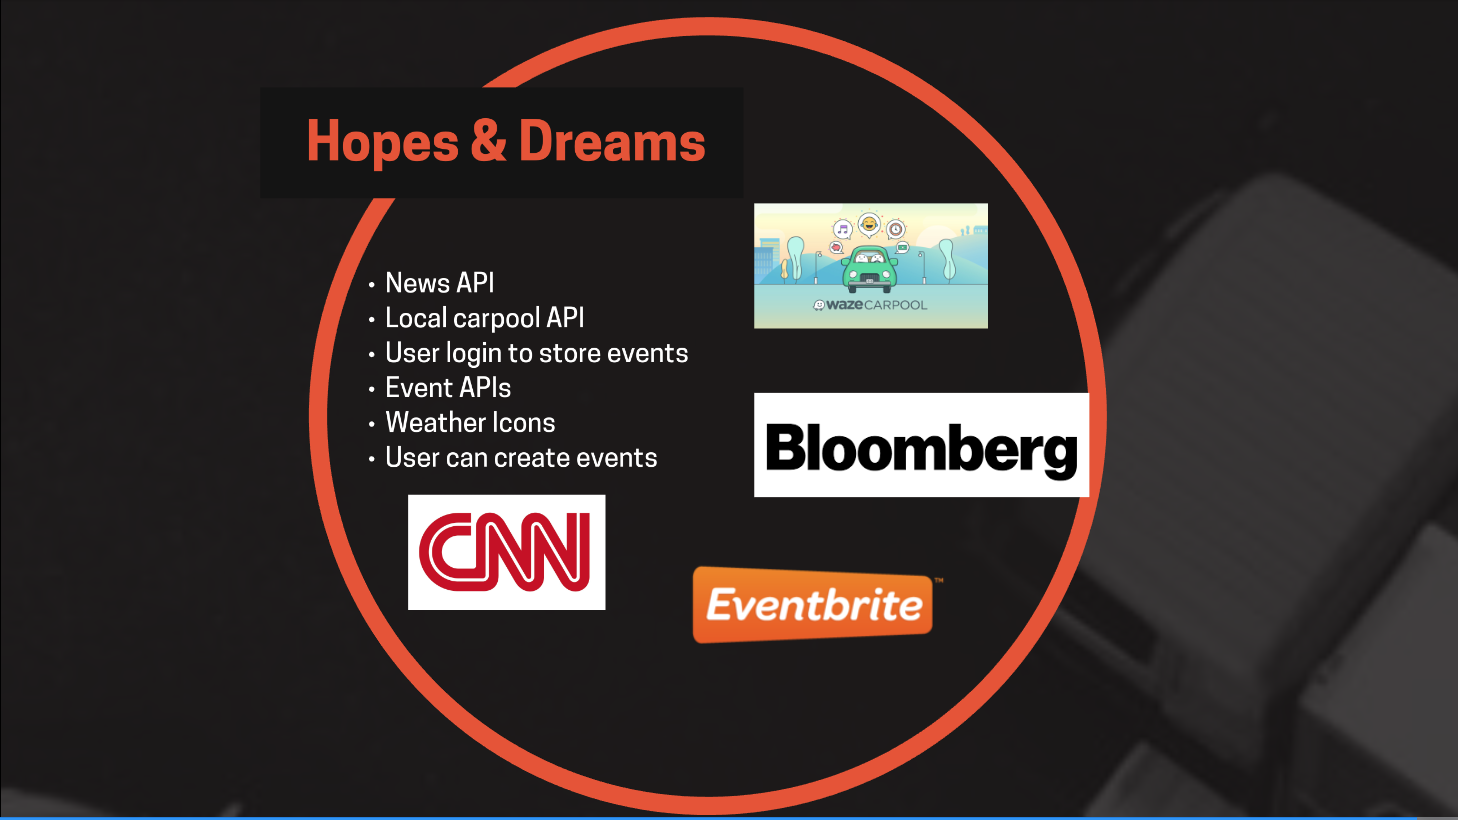 Hopes & Dreams
• News API
• Local carpool API
• User login to store events
• Event APIs
• Weather Icons
• User can create events
waze CARPOOL
Bloomberg
CNN
Eventbrite™